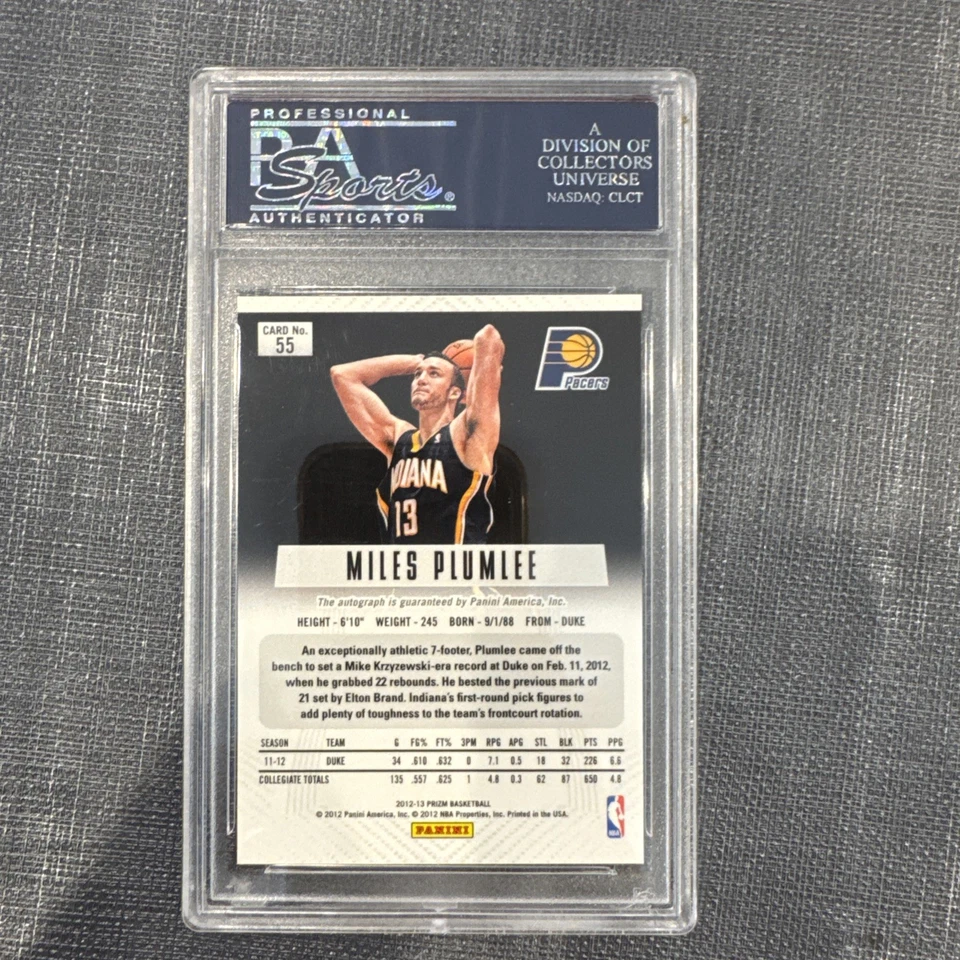 PROFESSIONAL
PSA
Sports®
AUTHENTICATOR
A
DIVISION OF
COLLECTORS
UNIVERSE
NASDAQ: CLCT
CARD No.
55
Pacers
INDIANA
13
MILES PLUMLEE
The autograph is guaranteed by Panini America, Inc.
HEIGHT - 6'10" WEIGHT - 245 BORN - 9/1/88 FROM - DUKE
An exceptionally athletic 7-footer, Plumlee came off the
bench to set a Mike Krzyzewski-era record at Duke on Feb. 11, 2012,
when he grabbed 22 rebounds. He bested the previous mark of
21 set by Elton Brand. Indiana's first-round pick figures to
add plenty of toughness to the team's frontcourt rotation.
SEASON TEAM G FG% FT% 3PM RPG APG STL BLK PTS PPG
11-12 DUKE 34 .610 .632 0 7.1 0.5 18 32 226 6.6
COLLEGIATE TOTALS 135 .557 .625 1 4.8 0.3 62 87 650 4.8
2012-13 PRIZM BASKETBALL
© 2012 Panini America, Inc. © 2012 NBA Properties, Inc. Printed in the USA.
PANINI
NBA